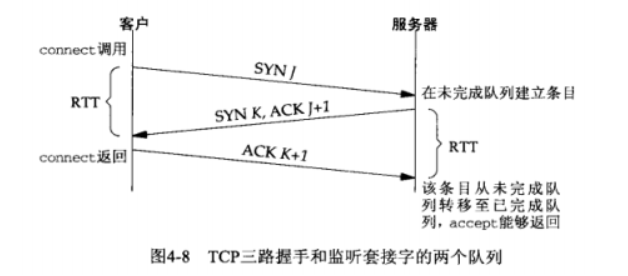 客户
服务器
connect调用
SYN J
在未完成队列建立条目
RTT
SYN K, ACK J+1
connect返回
ACK K+1
RTT
该条目从未完成队
列转移至已完成队
列，accept能够返回
图4-8 TCP三路握手和监听套接字的两个队列